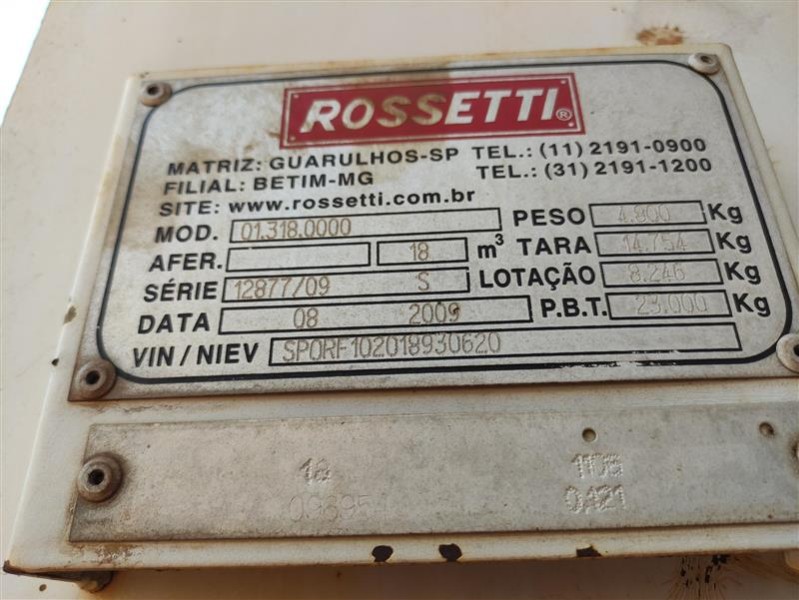 ROSSETTI®
MATRIZ: GUARULHOS-SP TEL.: (11) 2191-0900
FILIAL: BETIM-MG TEL.: (31) 2191-1200
SITE: www.rossetti.com.br
MOD. 01.318.0000 PESO 4.800 Kg
AFER. 18 m³ TARA 14.754 Kg
SÉRIE 12877/09 S LOTAÇÃO 8.246 Kg
DATA 08 2009 P.B.T. 23.000 Kg
VIN/NIEV SPORF102018930620